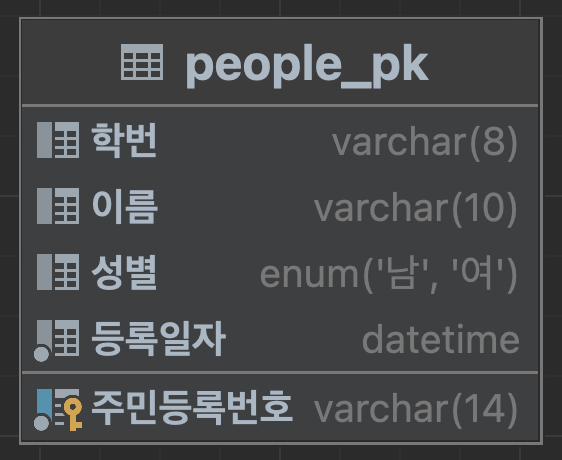 people_pk
학번 varchar(8)
이름 varchar(10)
성별 enum('남', '여')
등록일자 datetime
주민등록번호 varchar(14)